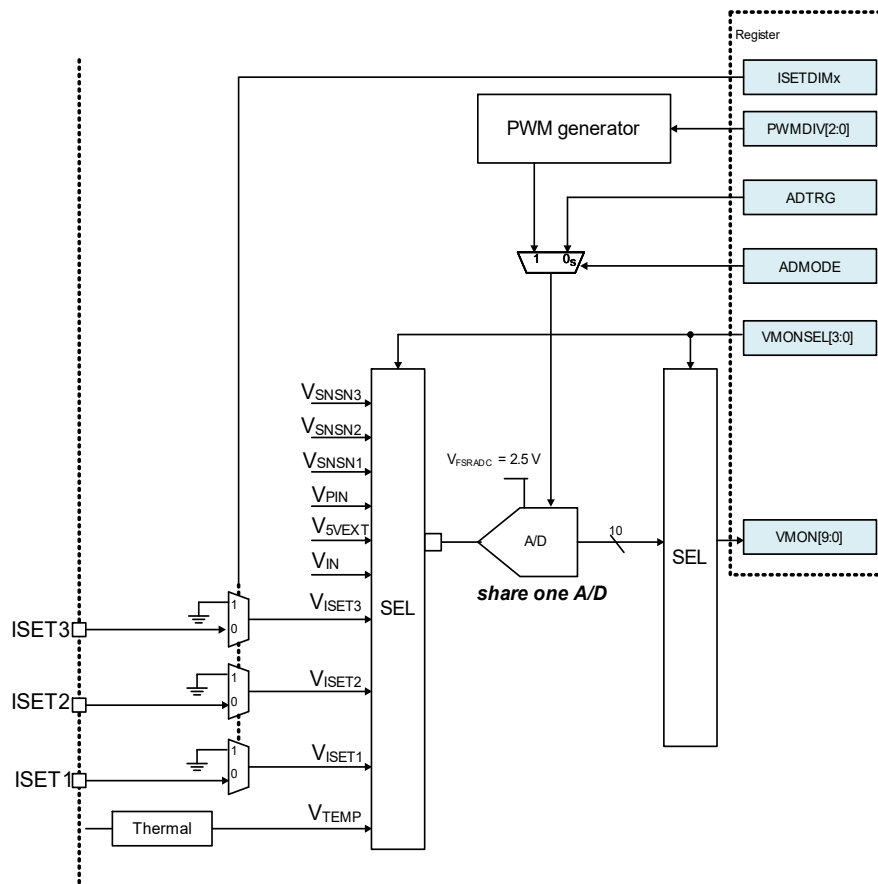 Register
ISETDIMx
PWM generator
PWMDIV[2:0]
ADTRG
1
0s
ADMODE
VMONSEL[3:0]
VSNSN3
VSNSN2
VSNSN1
VFSRADC = 2.5 V
VPIN
V5VEXT
A/D
10
SEL
VMON[9:0]
VIN
share one A/D
SEL
1
VISET3
0
ISET3
1
VISET2
0
ISET2
1
VISET1
0
ISET1
VTEMP
Thermal